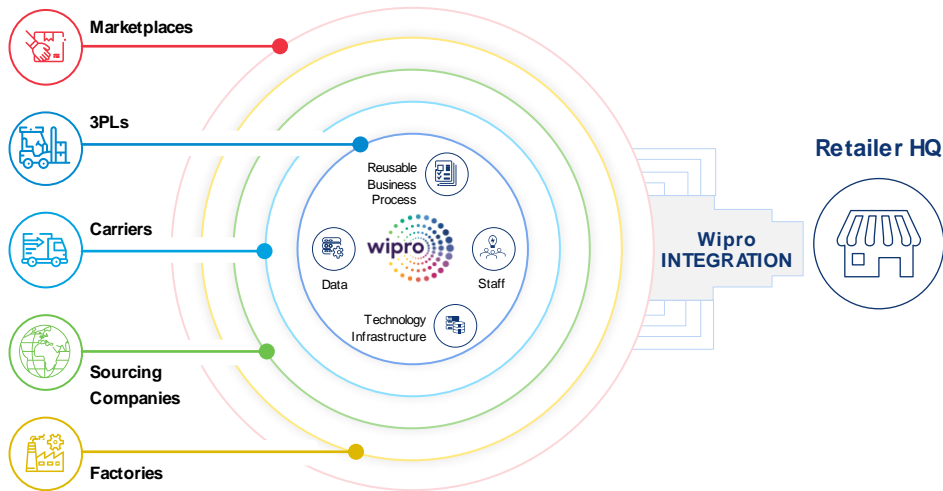 Marketplaces
3PLs
Carriers
Sourcing
Companies
Factories
Reusable
Business
Process
wipro
Data
Staff
Technology
Infrastructure
Wipro
INTEGRATION
Retailer HQ